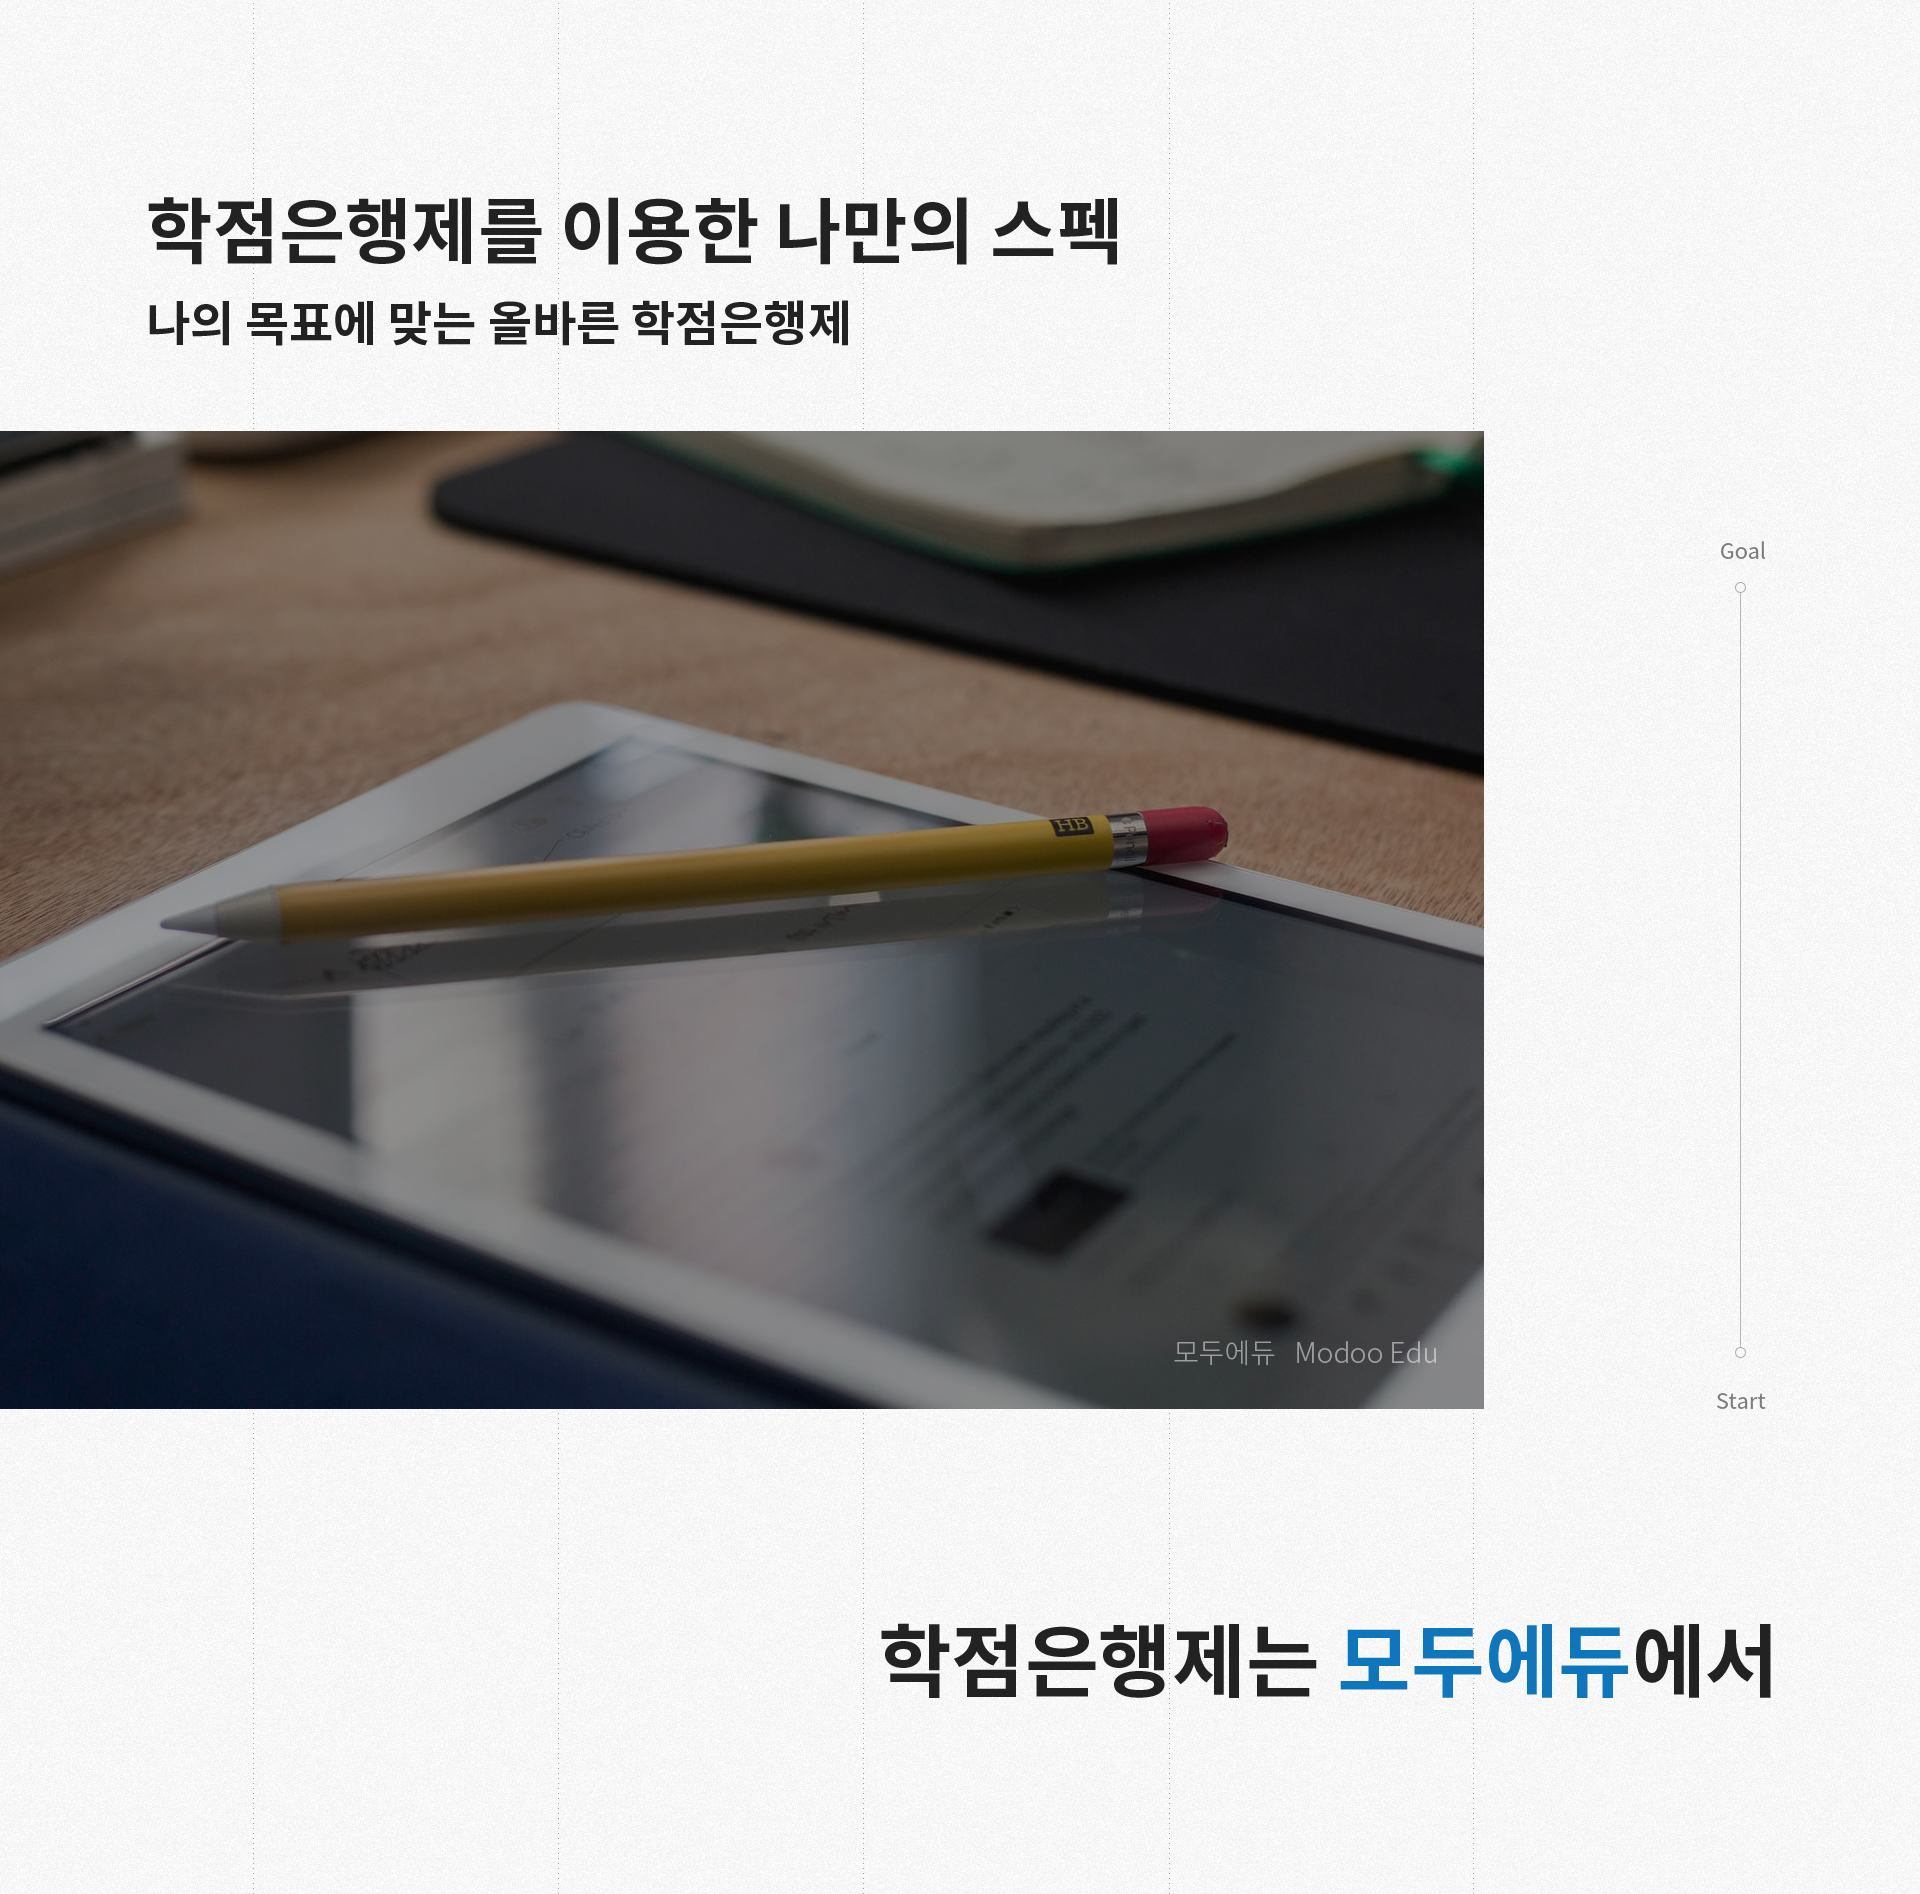 학점은행제를 이용한 나만의 스펙
나의 목표에 맞는 올바른 학점은행제
Goal
HB
모두에듀 Modoo Edu
Start
학점은행제는 모두에듀에서